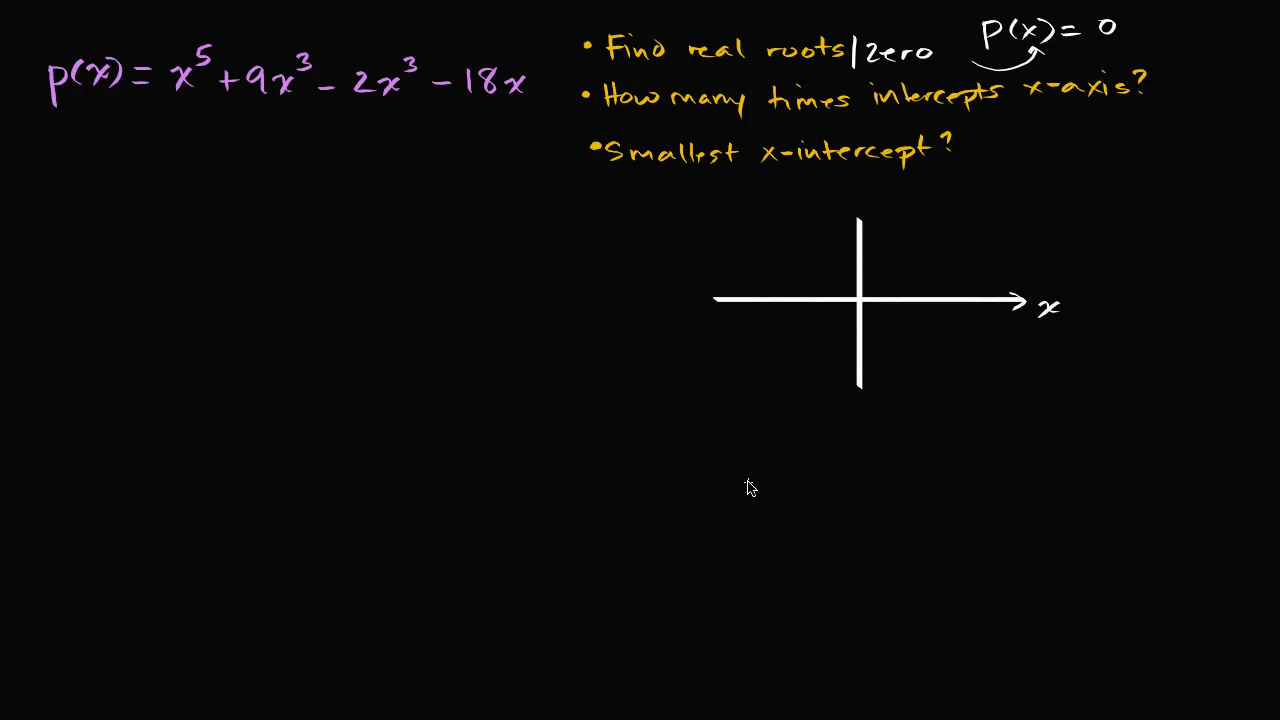 p(x) = x⁵ + 9x³ - 2x³ - 18x
• Find real roots/zero p(x) = 0
• How many times intercepts x-axis?
• Smallest x-intercept?
x